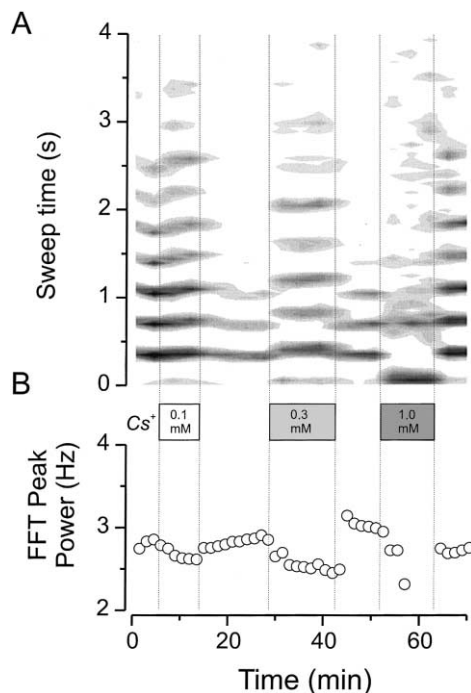 A
Sweep time (s)
4
3
2
1
0
B
Cs⁺
0.1 mM
0.3 mM
1.0 mM
FFT Peak
Power (Hz)
4
3
2
0 20 40 60
Time (min)